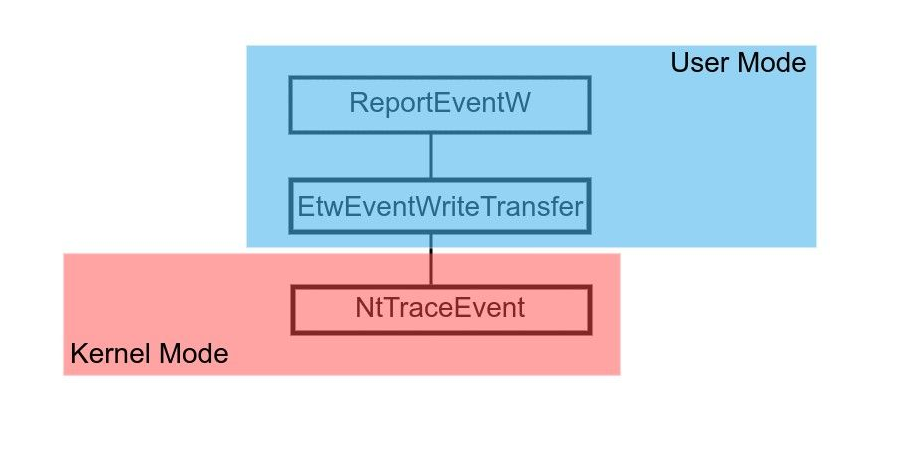 User Mode
ReportEventW
EtwEventWriteTransfer
NtTraceEvent
Kernel Mode